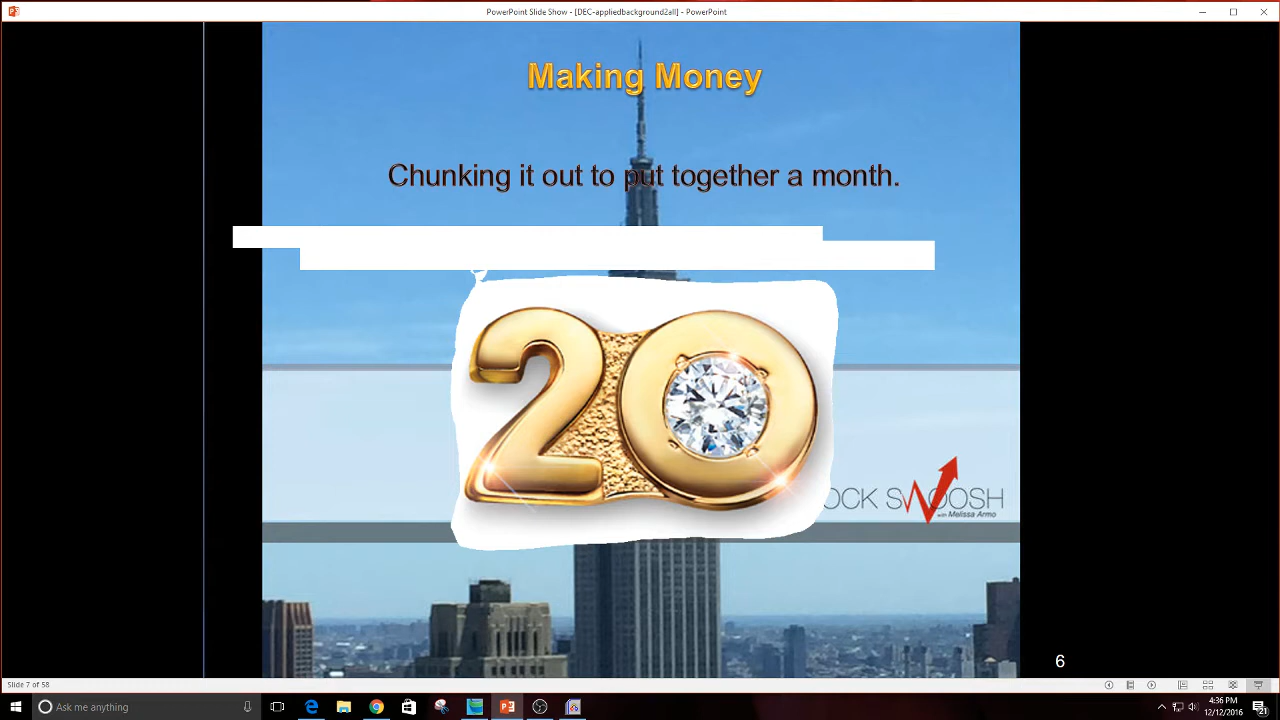 PowerPoint Slide Show - [DEC-appliedbackground2all] - PowerPoint
Making Money
Chunking it out to put together a month.
20
OCK SWOOSH
with Melissa Armo
6
Slide 7 of 58
Ask me anything
4:36 PM
12/12/2016